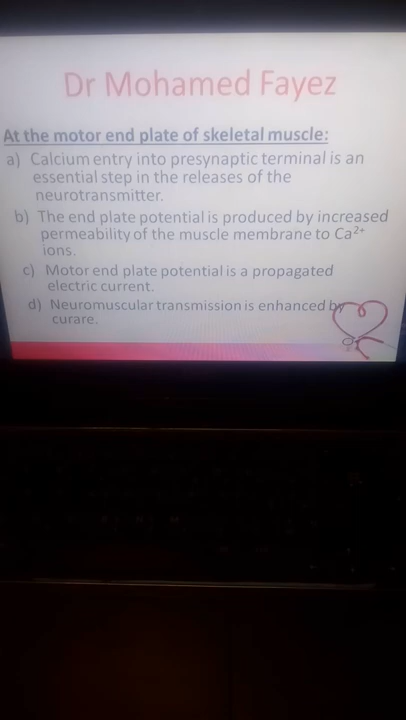 Dr Mohamed Fayez
At the motor end plate of skeletal muscle:
a) Calcium entry into presynaptic terminal is an
essential step in the releases of the
neurotransmitter.
b) The end plate potential is produced by increased
permeability of the muscle membrane to Ca²⁺
ions.
c) Motor end plate potential is a propagated
electric current.
d) Neuromuscular transmission is enhanced by
curare.